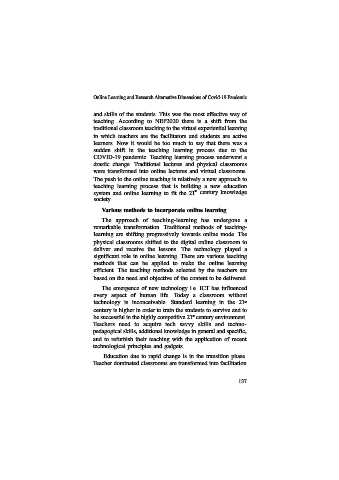 Online Learning and Research Alternative Dimensions of Covid-19 Pandemic
and skills of the students. This was the most effective way of
teaching. According to NEP2020 there is a shift from the
traditional classroom teaching to the virtual experiential learning
in which teachers are the facilitators and students are active
learners. Now it would be too much to say that there was a
sudden shift in the teaching learning process due to the
COVID-19 pandemic. Teaching learning process underwent a
drastic change. Traditional lectures and physical classrooms
were transformed into online lectures and virtual classrooms.
The push to the online teaching is relatively a new approach to
teaching learning process that is building a new education
system and online learning to fit the 21st century knowledge
society.
Various methods to incorporate online learning
The approach of teaching-learning has undergone a
remarkable transformation. Traditional methods of teaching-
learning are shifting progressively towards online mode. The
physical classrooms shifted to the digital online classroom to
deliver and receive the lessons. The technology played a
significant role in online learning. There are various teaching
methods that can be applied to make the online learning
efficient. The teaching methods selected by the teachers are
based on the need and objective of the content to be delivered.
The emergence of new technology i.e. ICT has influenced
every aspect of human life. Today a classroom without
technology is inconceivable. Standard learning in the 21st
century is higher in order to train the students to survive and to
be successful in the highly competitive 21st century environment.
Teachers need to acquire tech savvy skills and techno-
pedagogical skills, additional knowledge in general and specific,
and to refurbish their teaching with the application of recent
technological principles and gadgets.
Education due to rapid change is in the transition phase.
Teacher dominated classrooms are transformed into facilitation
137